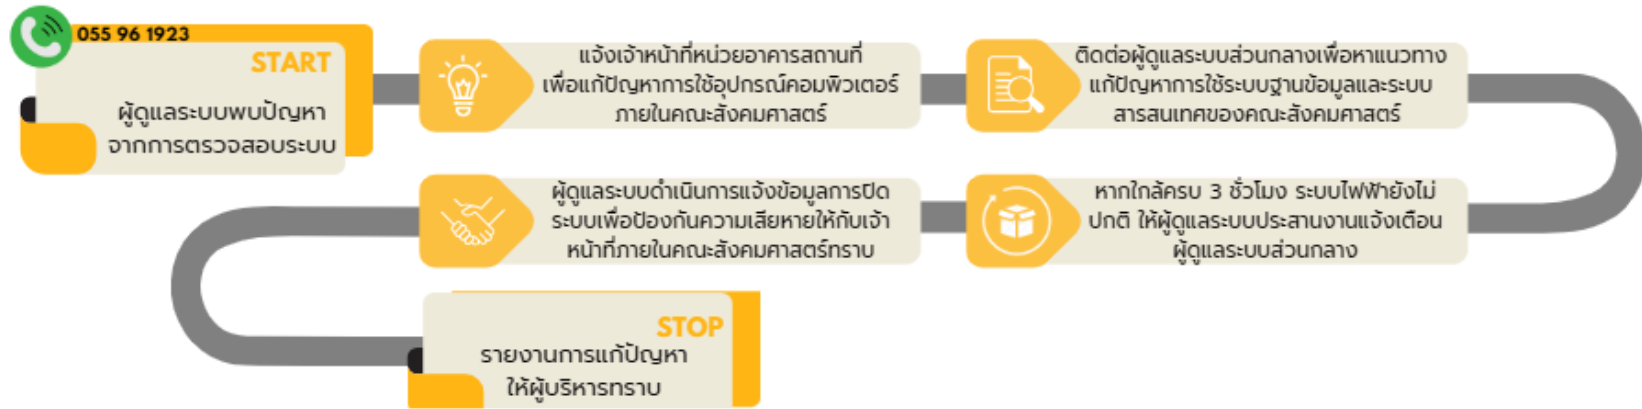 055 96 1923
START
ผู้ดูแลระบบพบปัญหา
จากการตรวจสอบระบบ
แจ้งเจ้าหน้าที่หน่วยอาคารสถานที่
เพื่อแก้ปัญหาการใช้อุปกรณ์คอมพิวเตอร์
ภายในคณะสังคมศาสตร์
ติดต่อผู้ดูแลระบบส่วนกลางเพื่อหาแนวทาง
แก้ปัญหาการใช้ระบบฐานข้อมูลและระบบ
สารสนเทศของคณะสังคมศาสตร์
หากใกล้ครบ 3 ชั่วโมง ระบบไฟฟ้ายังไม่
ปกติ ให้ผู้ดูแลระบบประสานงานแจ้งเตือน
ผู้ดูแลระบบส่วนกลาง
ผู้ดูแลระบบดำเนินการแจ้งข้อมูลการปิด
ระบบเพื่อป้องกันความเสียหายให้กับเจ้า
หน้าที่ภายในคณะสังคมศาสตร์ทราบ
STOP
รายงานการแก้ปัญหา
ให้ผู้บริหารทราบ